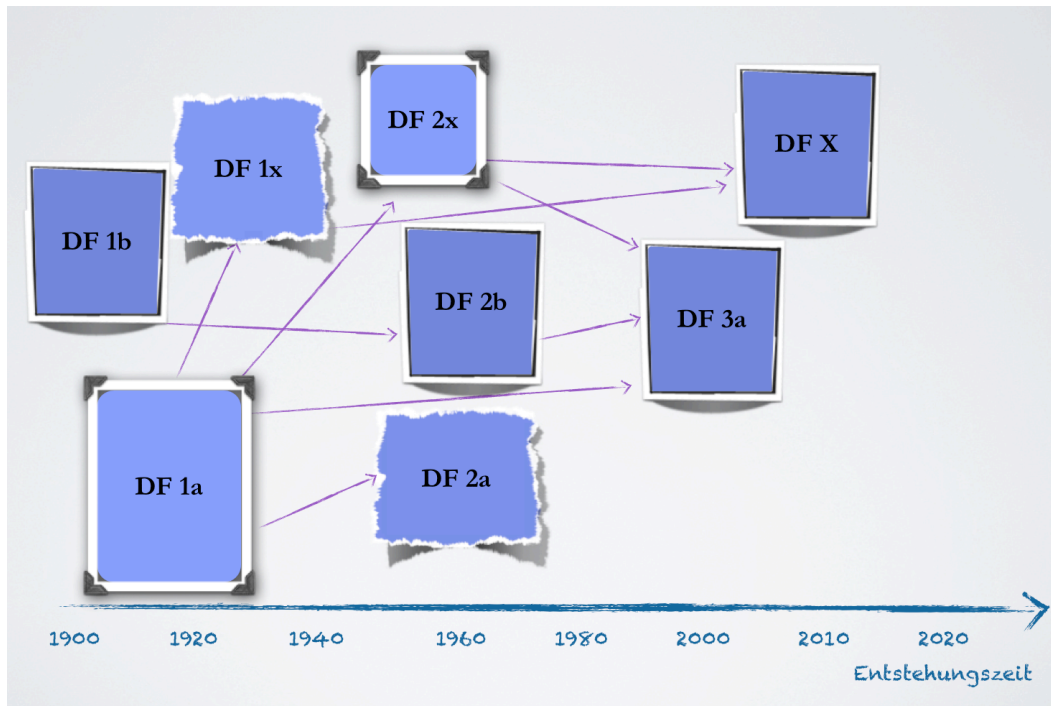 DF 2x
DF X
DF 1x
DF 1b
DF 2b
DF 3a
DF 1a
DF 2a
1900 1920 1940 1960 1980 2000 2010 2020
Entstehungszeit